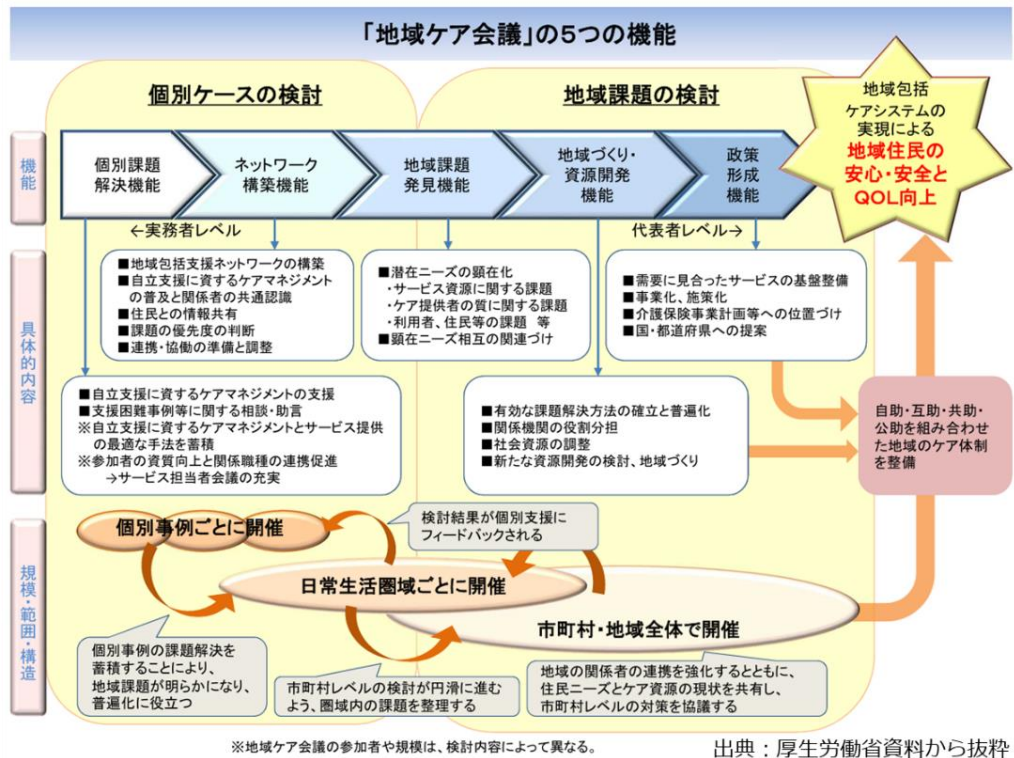 「地域ケア会議」の5つの機能
個別ケースの検討
地域課題の検討
地域包括
ケアシステムの
実現による
地域住民の
安心・安全と
QOL向上
機能
個別課題
解決機能
ネットワーク
構築機能
地域課題
発見機能
地域づくり・
資源開発
機能
政策
形成
機能
←実務者レベル
代表者レベル→
具体的内容
■地域包括支援ネットワークの構築
■自立支援に資するケアマネジメント
の普及と関係者の共通認識
■住民との情報共有
■課題の優先度の判断
■連携・協働の準備と調整
■潜在ニーズの顕在化
・サービス資源に関する課題
・ケア提供者の質に関する課題
・利用者、住民等の課題 等
■顕在ニーズ相互の関連づけ
■需要に見合ったサービスの基盤整備
■事業化、施策化
■介護保険事業計画等への位置づけ
■国・都道府県への提案
■自立支援に資するケアマネジメントの支援
■支援困難事例等に関する相談・助言
※自立支援に資するケアマネジメントとサービス提供
の最適な手法を蓄積
※参加者の資質向上と関係職種の連携促進
→サービス担当者会議の充実
■有効な課題解決方法の確立と普遍化
■関係機関の役割分担
■社会資源の調整
■新たな資源開発の検討、地域づくり
自助・互助・共助・
公助を組み合わせ
た地域のケア体制
を整備
規模・範囲・構造
個別事例ごとに開催
検討結果が個別支援に
フィードバックされる
日常生活圏域ごとに開催
市町村・地域全体で開催
個別事例の課題解決を
蓄積することにより、
地域課題が明らかになり、
普遍化に役立つ
市町村レベルの検討が円滑に進む
よう、圏域内の課題を整理する
地域の関係者の連携を強化するとともに、
住民ニーズとケア資源の現状を共有し、
市町村レベルの対策を協議する
※地域ケア会議の参加者や規模は、検討内容によって異なる。
出典：厚生労働省資料から抜粋